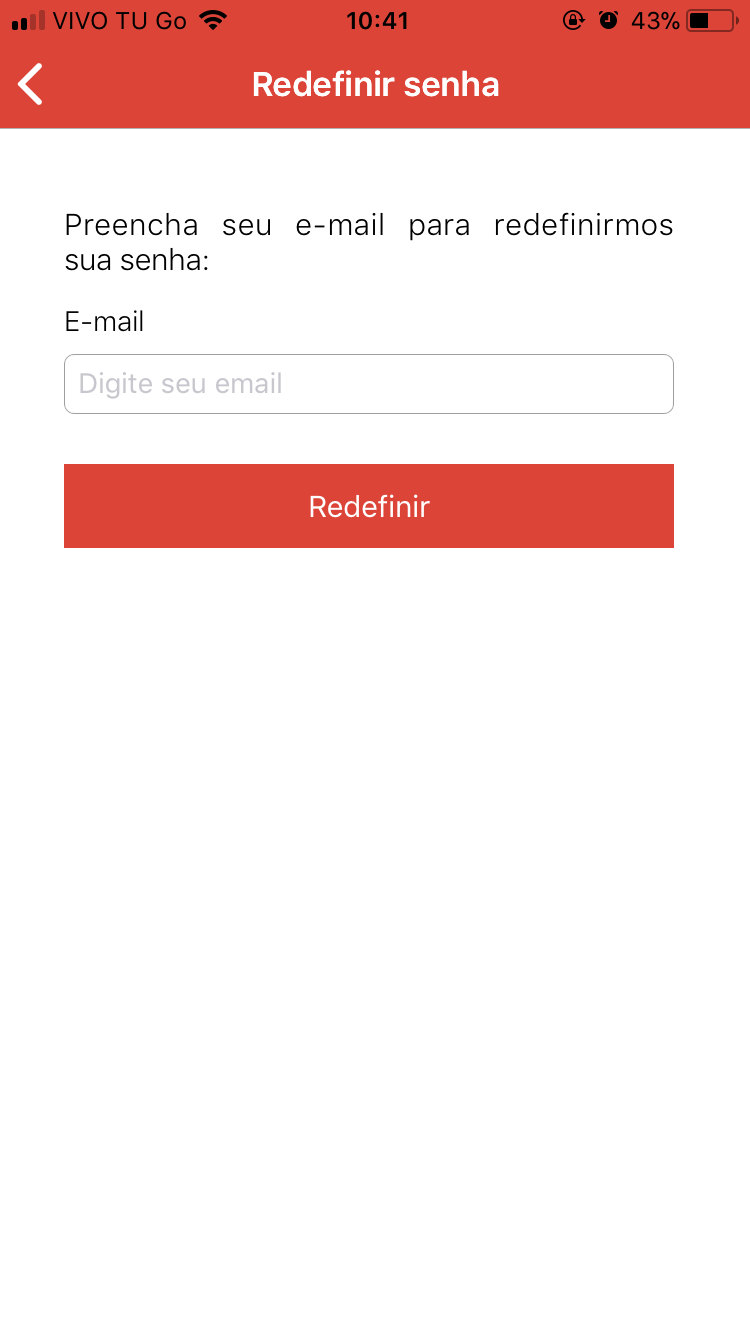 VIVO TU Go 10:41 43%
Redefinir senha
Preencha seu e-mail para redefinirmos
sua senha:
E-mail
Digite seu email
Redefinir